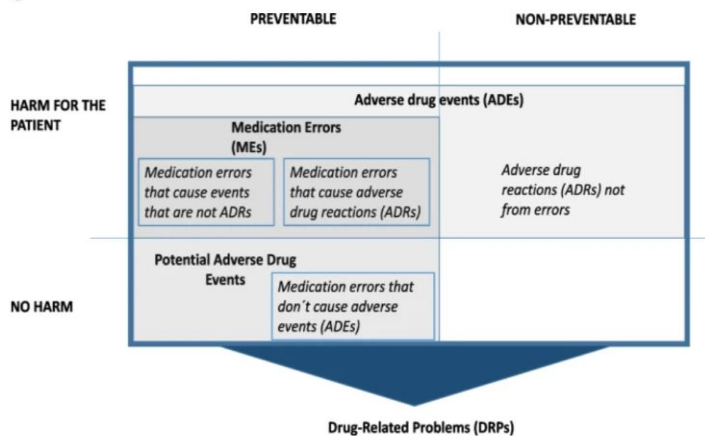 PREVENTABLE
NON-PREVENTABLE
HARM FOR THE
PATIENT
Adverse drug events (ADEs)
Medication Errors
(MEs)
Medication errors
that cause events
that are not ADRs
Medication errors
that cause adverse
drug reactions (ADRs)
Adverse drug
reactions (ADRs) not
from errors
NO HARM
Potential Adverse Drug
Events
Medication errors that
don´t cause adverse
events (ADEs)
Drug-Related Problems (DRPs)